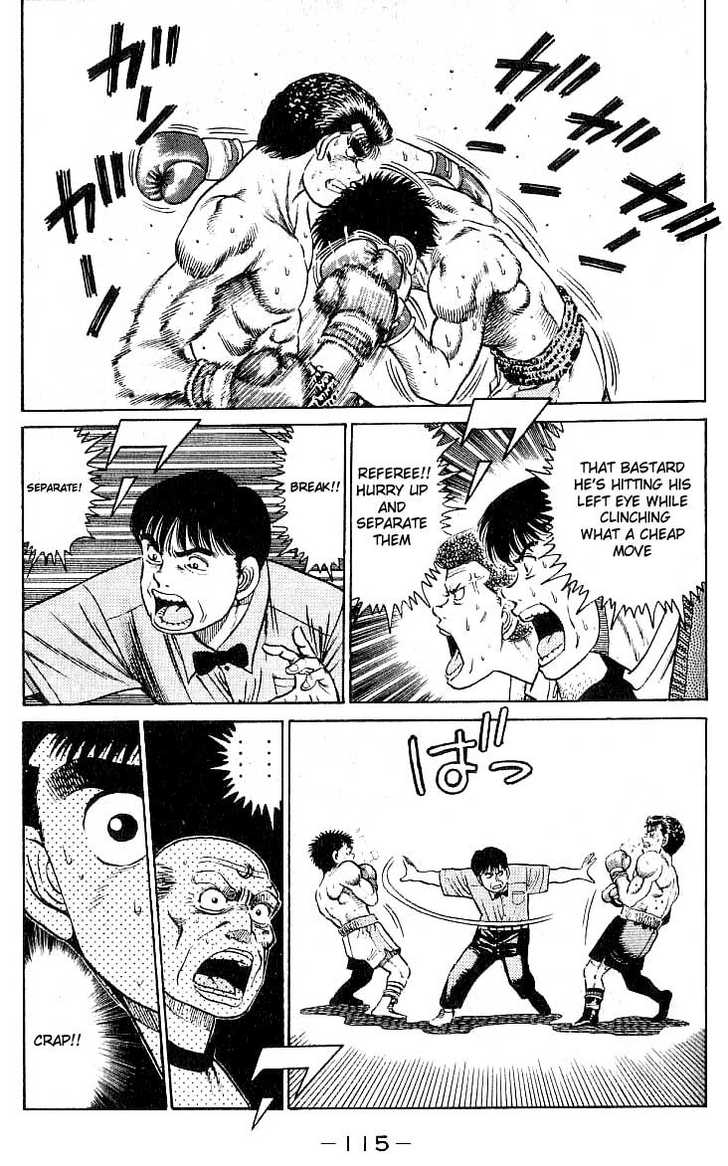 ガッ
ガッ
ガッ
ガッ
ガッ
THAT BASTARD
HE'S HITTING HIS
LEFT EYE WHILE
CLINCHING
WHAT A CHEAP
MOVE
REFEREE!!
HURRY UP
AND
SEPARATE
THEM
BREAK!!
SEPARATE!
ばっ
......
CRAP!!
-115-